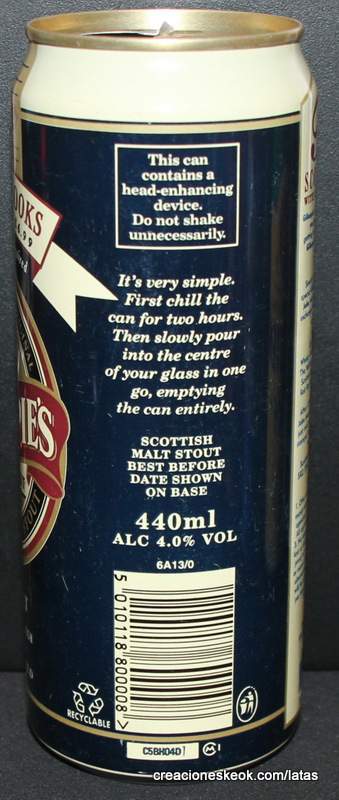 This can
contains a
head-enhancing
device.
Do not shake
unnecessarily.
It's very simple.
First chill the
can for two hours.
Then slowly pour
into the centre
of your glass in one
go, emptying
the can entirely.
SCOTTISH
MALT STOUT
BEST BEFORE
DATE SHOWN
ON BASE
440ml
ALC 4.0% VOL
6A13/0
5 010118 800008 >
RECYCLABLE
C5BH04D
creacioneskeok.com/latas